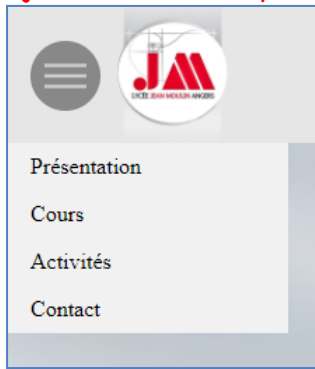 JM
LYCÉE JEAN MOULIN ANGERS
Présentation
Cours
Activités
Contact